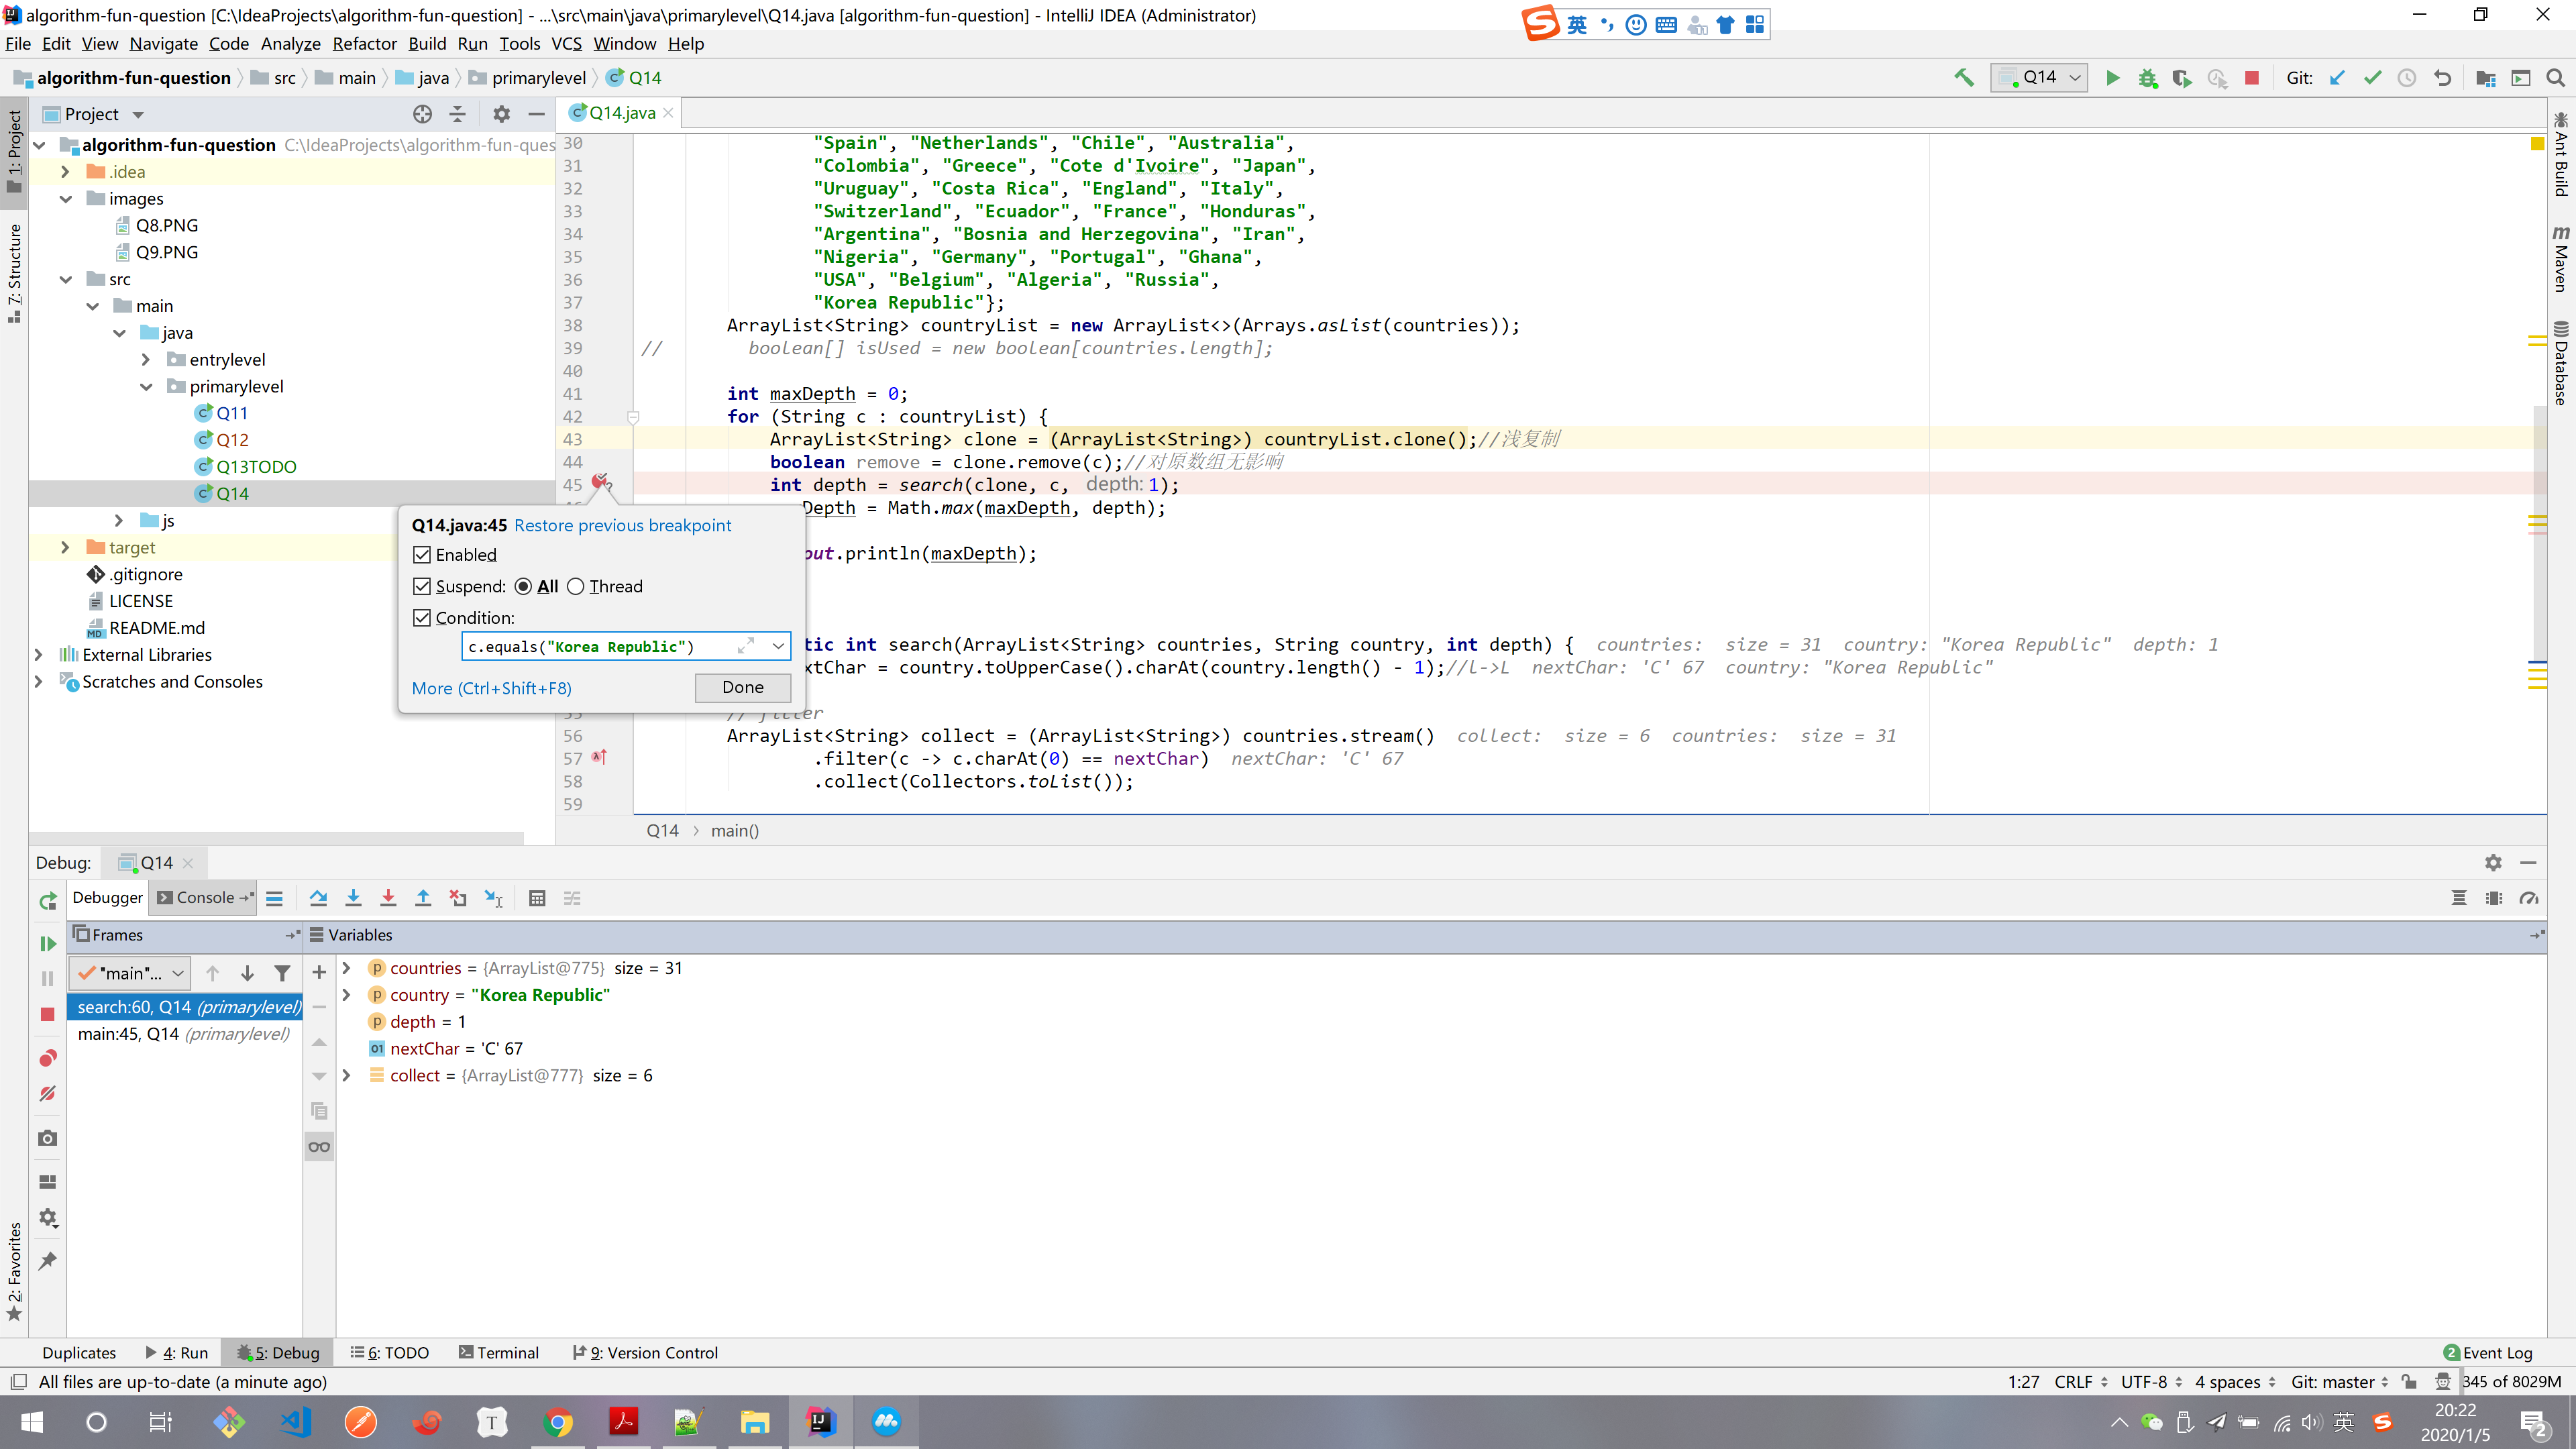 algorithm-fun-question [C:\IdeaProjects\algorithm-fun-question] - ...\src\main\java\primarylevel\Q14.java [algorithm-fun-question] - IntelliJ IDEA (Administrator)
英
File Edit View Navigate Code Analyze Refactor Build Run Tools VCS Window Help
algorithm-fun-question src main java primarylevel Q14
Q14 Git:
1: Project
7: Structure
2: Favorites
Project
algorithm-fun-question C:\IdeaProjects\algorithm-fun-ques
.idea
images
Q8.PNG
Q9.PNG
src
main
java
entrylevel
primarylevel
Q11
Q12
Q13TODO
Q14
js
target
.gitignore
LICENSE
README.md
External Libraries
Scratches and Consoles
Q14.java
30 "Spain", "Netherlands", "Chile", "Australia",
31 "Colombia", "Greece", "Cote d'Ivoire", "Japan",
32 "Uruguay", "Costa Rica", "England", "Italy",
33 "Switzerland", "Ecuador", "France", "Honduras",
34 "Argentina", "Bosnia and Herzegovina", "Iran",
35 "Nigeria", "Germany", "Portugal", "Ghana",
36 "USA", "Belgium", "Algeria", "Russia",
37 "Korea Republic"};
38 ArrayList<String> countryList = new ArrayList<>(Arrays.asList(countries));
39 // boolean[] isUsed = new boolean[countries.length];
40
41 int maxDepth = 0;
42 for (String c : countryList) {
43 ArrayList<String> clone = (ArrayList<String>) countryList.clone();//浅复制
44 boolean remove = clone.remove(c);//对原数组无影响
45 int depth = search(clone, c, depth: 1);
Depth = Math.max(maxDepth, depth);
out.println(maxDepth);
tic int search(ArrayList<String> countries, String country, int depth) { countries: size = 31 country: "Korea Republic" depth: 1
xtChar = country.toUpperCase().charAt(country.length() - 1);//l->L nextChar: 'C' 67 country: "Korea Republic"
// filter
56 ArrayList<String> collect = (ArrayList<String>) countries.stream() collect: size = 6 countries: size = 31
57 .filter(c -> c.charAt(0) == nextChar) nextChar: 'C' 67
58 .collect(Collectors.toList());
59
Q14 main()
Q14.java:45 Restore previous breakpoint
Enabled
Suspend: All Thread
Condition:
c.equals("Korea Republic")
More (Ctrl+Shift+F8) Done
Ant Build
Maven
Database
Debug: Q14
Debugger Console
Frames Variables
"main"...
search:60, Q14 (primarylevel)
main:45, Q14 (primarylevel)
countries = {ArrayList@775} size = 31
country = "Korea Republic"
depth = 1
nextChar = 'C' 67
collect = {ArrayList@777} size = 6
Duplicates 4: Run 5: Debug 6: TODO Terminal 9: Version Control 2 Event Log
All files are up-to-date (a minute ago) 1:27 CRLF UTF-8 4 spaces Git: master 345 of 8029M
英 20:22
2020/1/5
2